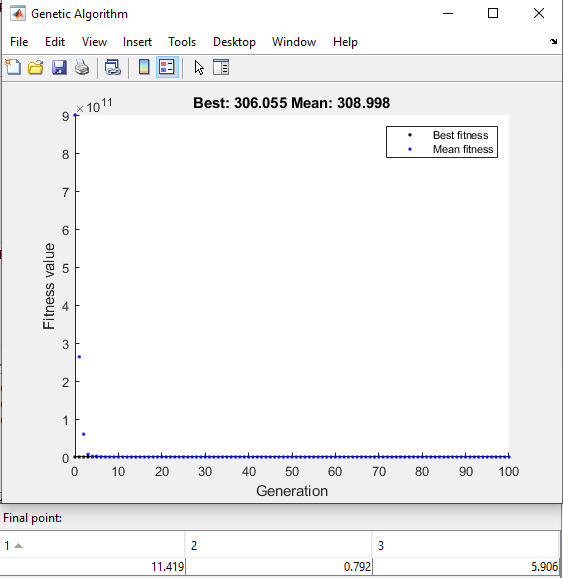 Genetic Algorithm
File Edit View Insert Tools Desktop Window Help
Best: 306.055 Mean: 308.998
×10^11
9
8
7
6
5
4
3
2
1
0
Fitness value
Best fitness
Mean fitness
0 10 20 30 40 50 60 70 80 90 100
Generation
Final point:
1 2 3
11.419 0.792 5.906